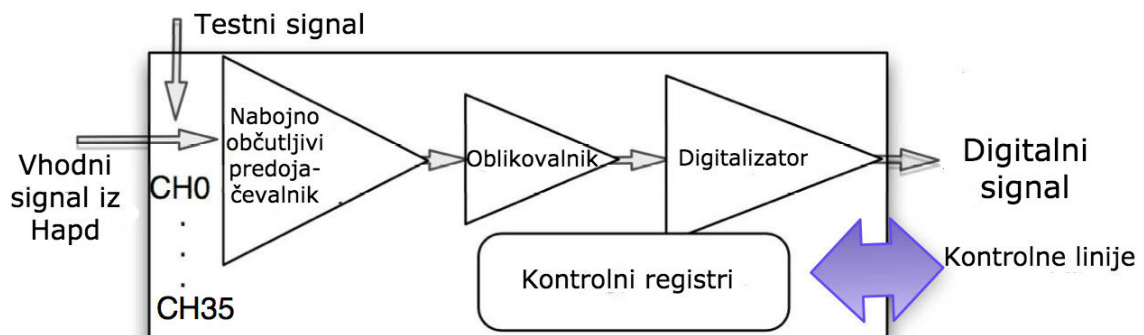 Testni signal
Vhodni
signal iz
Hapd
CH0
.
.
.
CH35
Nabojno
občutljivi
predoja-
čevalnik
Oblikovalnik
Digitalizator
Digitalni
signal
Kontrolni registri
Kontrolne linije